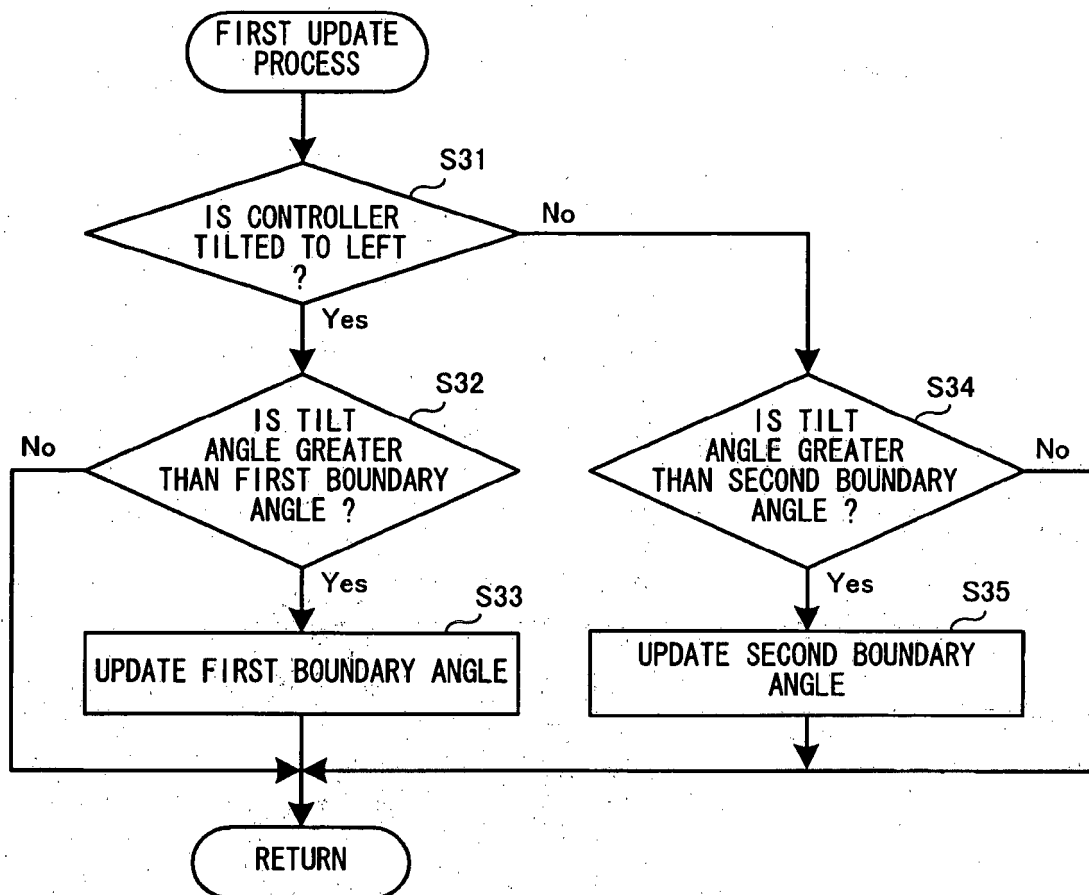 FIRST UPDATE
PROCESS
S31
IS CONTROLLER
TILTED TO LEFT
?
No
Yes
S32
IS TILT
ANGLE GREATER
THAN FIRST BOUNDARY
ANGLE ?
No
Yes
S33
UPDATE FIRST BOUNDARY ANGLE
S34
IS TILT
ANGLE GREATER
THAN SECOND BOUNDARY
ANGLE ?
No
Yes
S35
UPDATE SECOND BOUNDARY
ANGLE
RETURN